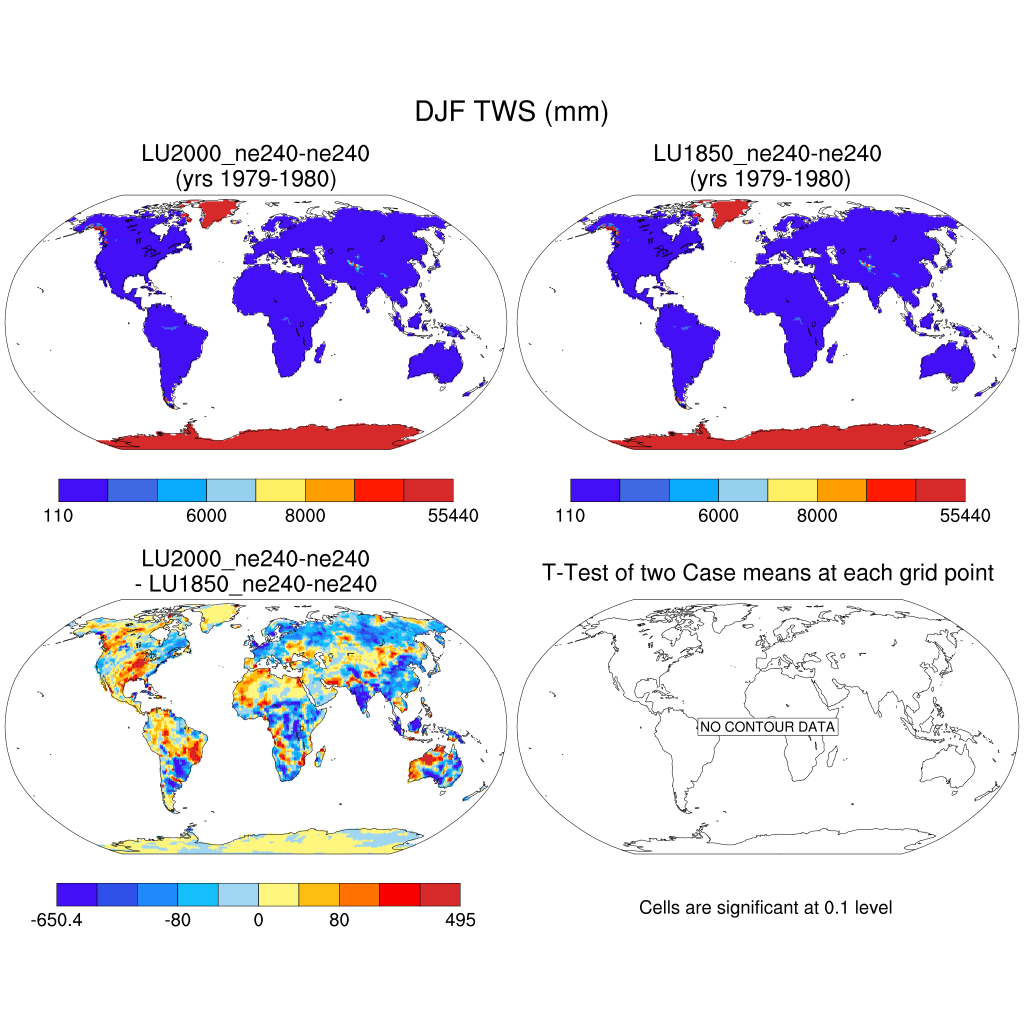 DJF TWS (mm)
LU2000_ne240-ne240
(yrs 1979-1980)
LU1850_ne240-ne240
(yrs 1979-1980)
110 6000 8000 55440
110 6000 8000 55440
LU2000_ne240-ne240
- LU1850_ne240-ne240
T-Test of two Case means at each grid point
NO CONTOUR DATA
-650.4 -80 0 80 495
Cells are significant at 0.1 level